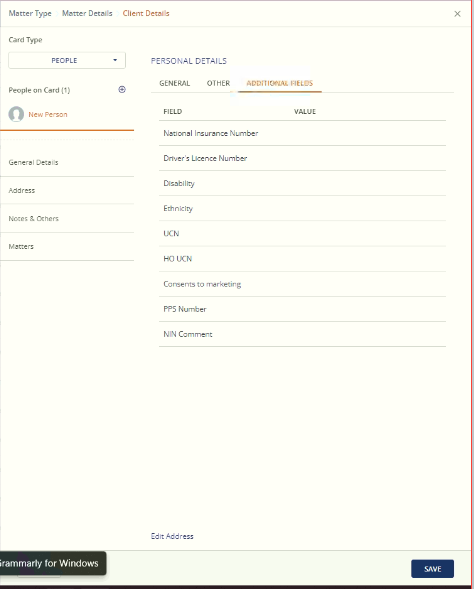 Matter Type Matter Details Client Details
Card Type
PEOPLE
People on Card (1)
New Person
General Details
Address
Notes & Others
Matters
PERSONAL DETAILS
GENERAL OTHER ADDITIONAL FIELDS
FIELD VALUE
National Insurance Number
Driver's Licence Number
Disability
Ethnicity
UCN
HO UCN
Consents to marketing
PPS Number
NIN Comment
Edit Address
Grammarly for Windows
SAVE